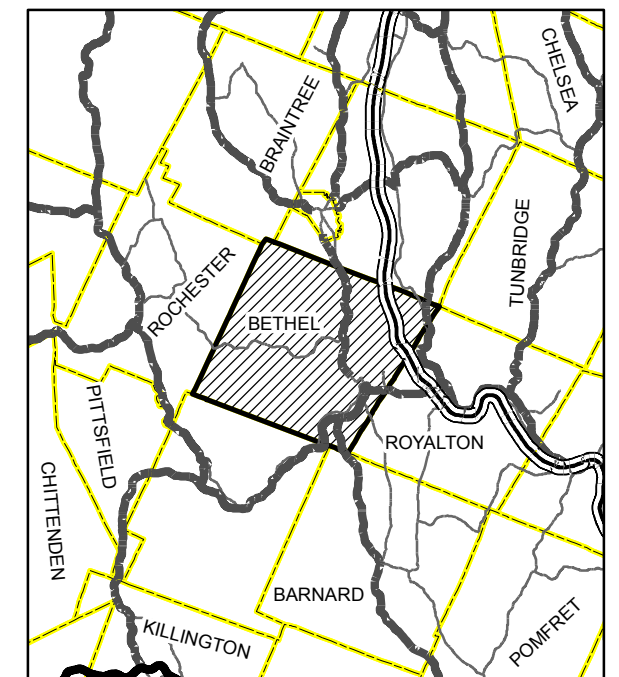 CHELSEA
BRAINTREE
TUNBRIDGE
ROCHESTER
BETHEL
PITTSFIELD
ROYALTON
CHITTENDEN
BARNARD
POMFRET
KILLINGTON